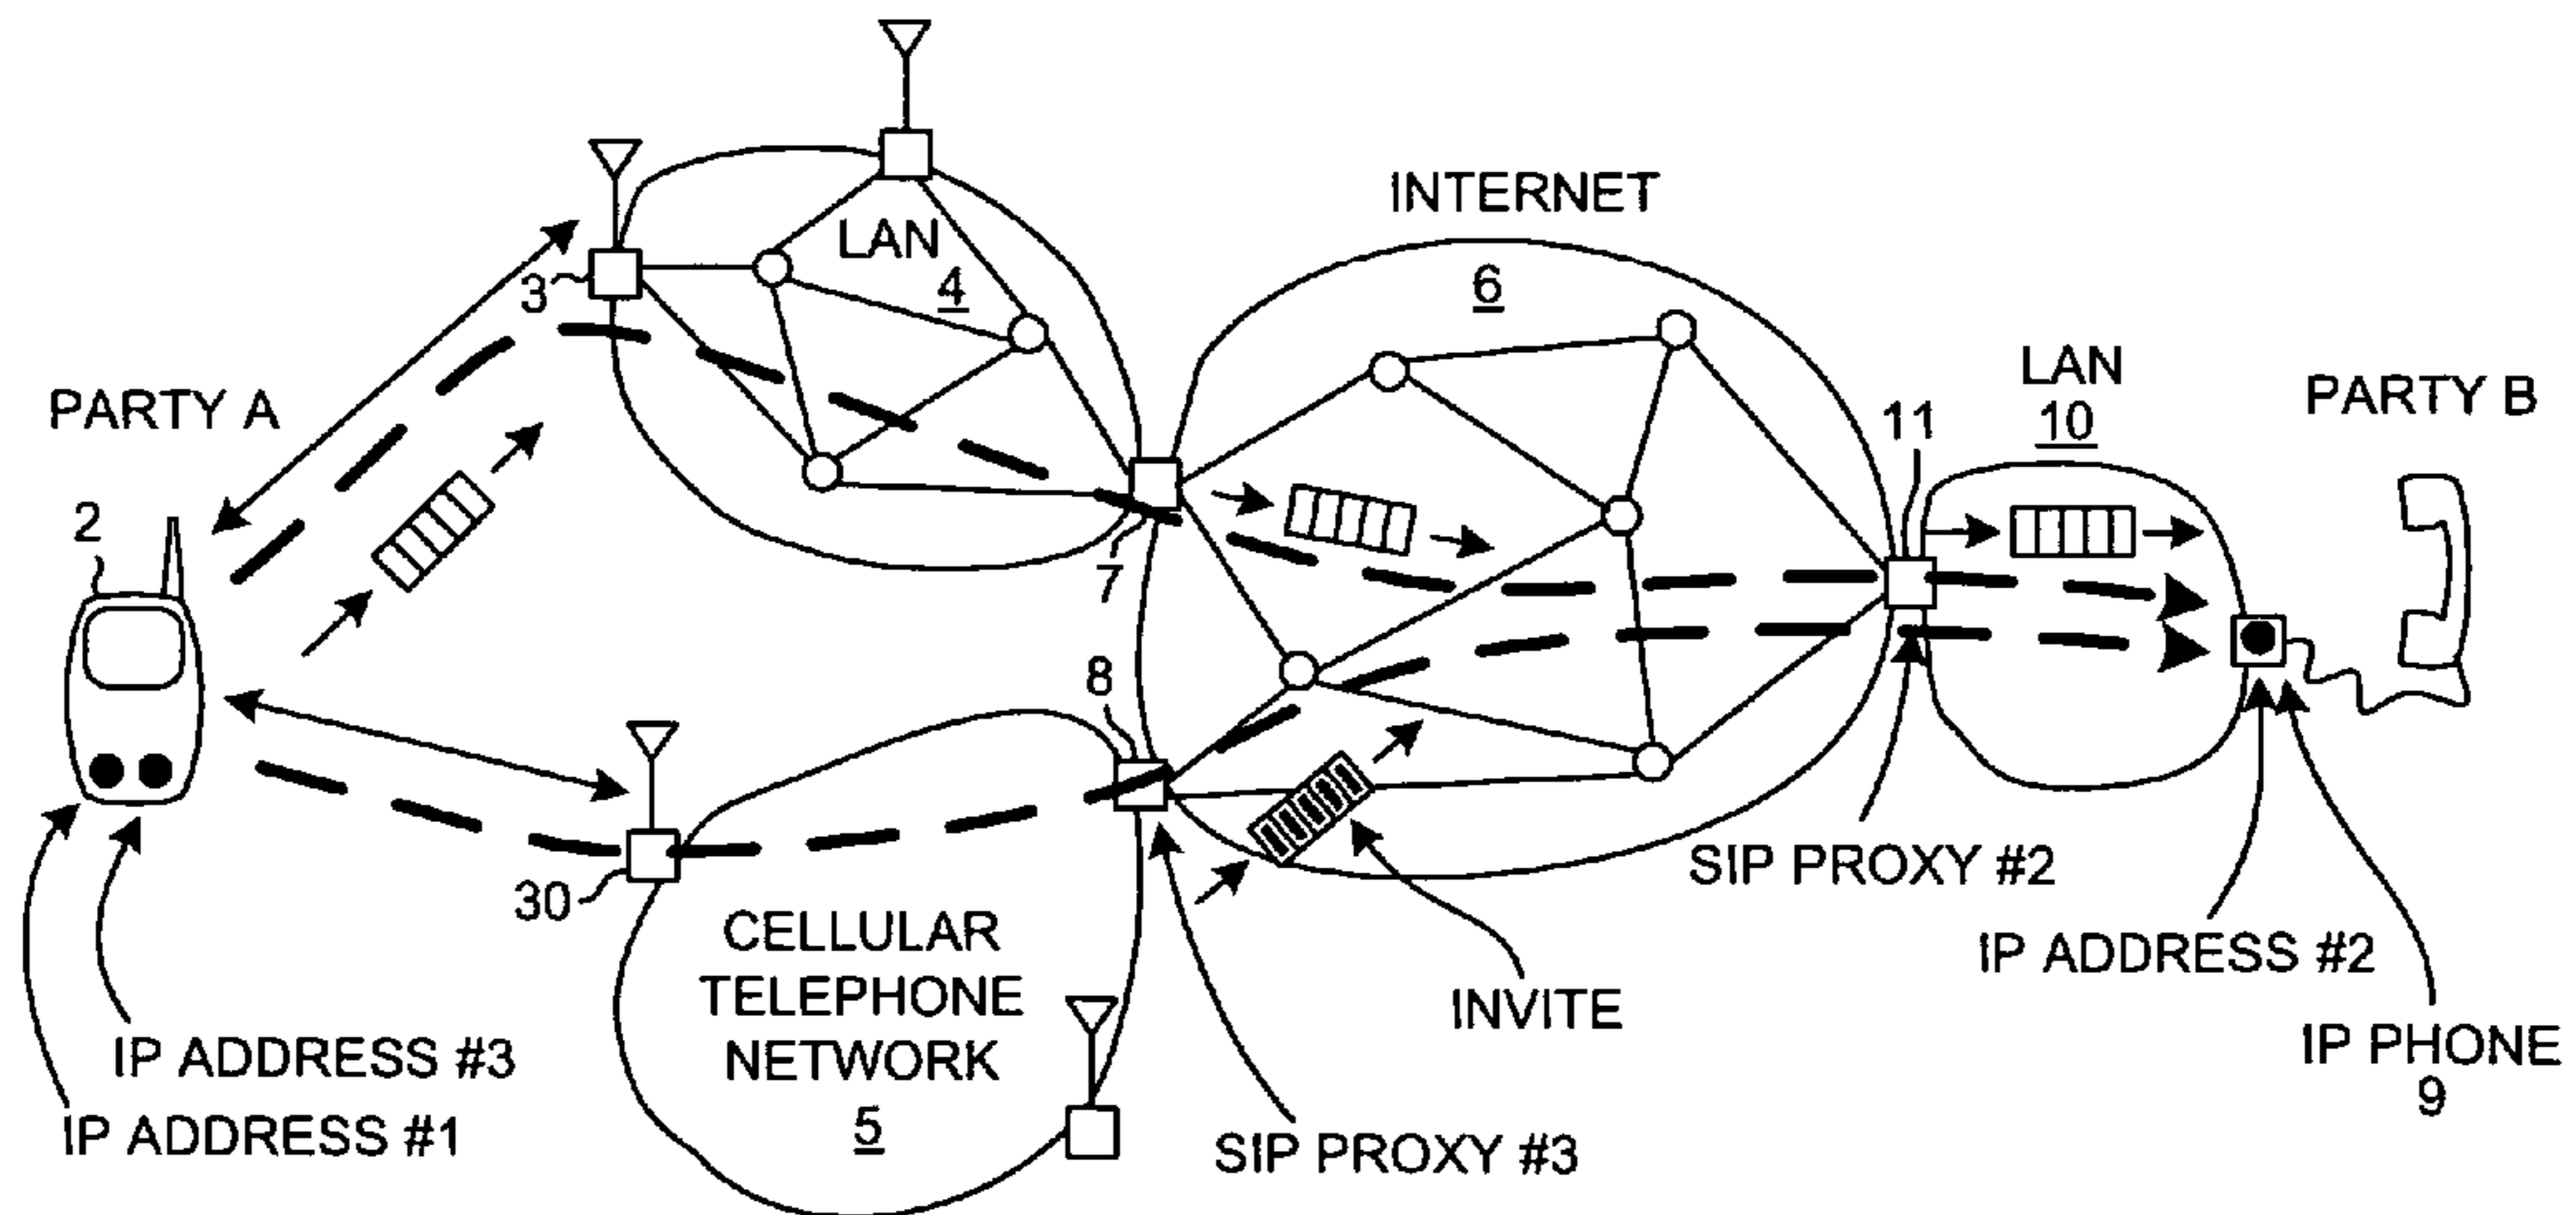 LAN
4
3
INTERNET
6
PARTY A
2
LAN
10
11
PARTY B
7
8
30
CELLULAR
TELEPHONE
NETWORK
5
IP ADDRESS #3
IP ADDRESS #1
SIP PROXY #3
INVITE
SIP PROXY #2
IP ADDRESS #2
IP PHONE
9